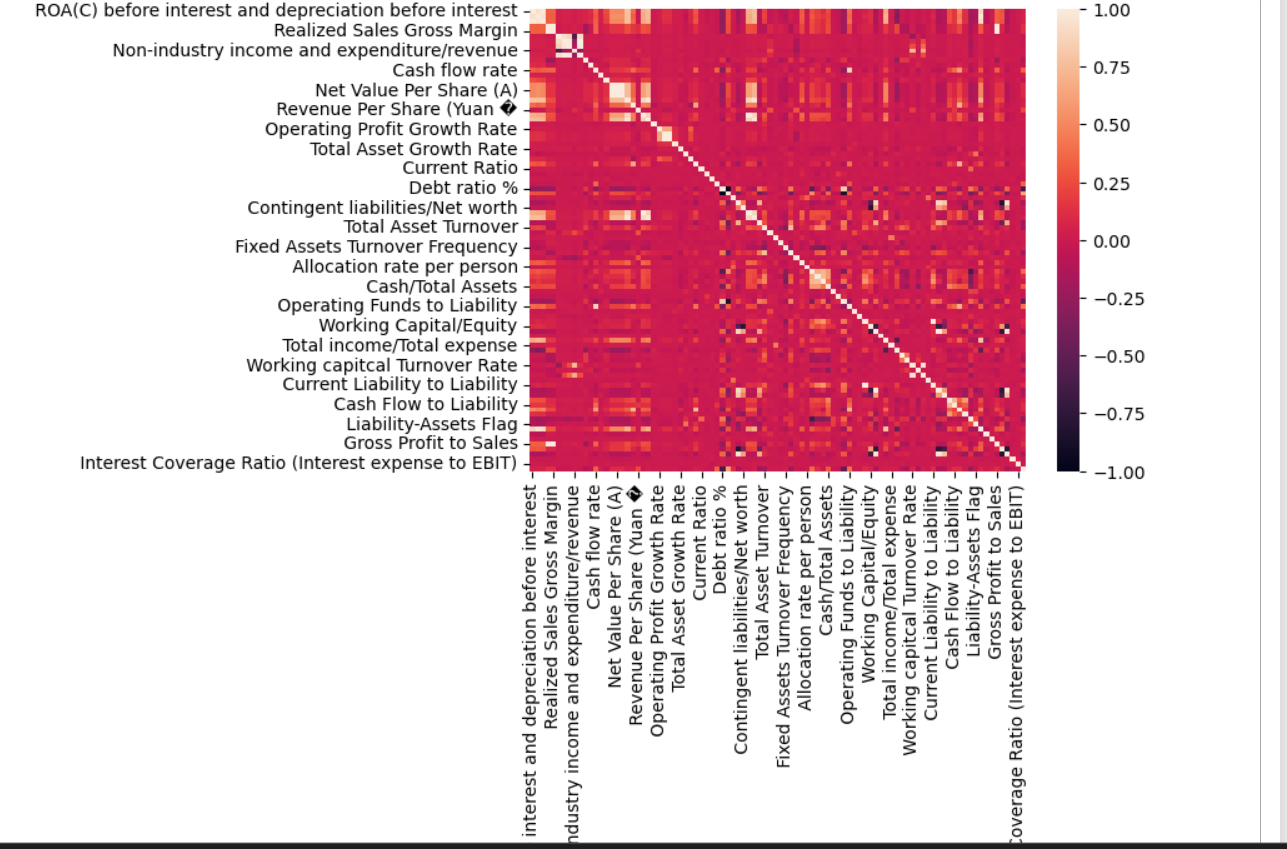 ROA(C) before interest and depreciation before interest
Realized Sales Gross Margin
Non-industry income and expenditure/revenue
Cash flow rate
Net Value Per Share (A)
Revenue Per Share (Yuan �
Operating Profit Growth Rate
Total Asset Growth Rate
Current Ratio
Debt ratio %
Contingent liabilities/Net worth
Total Asset Turnover
Fixed Assets Turnover Frequency
Allocation rate per person
Cash/Total Assets
Operating Funds to Liability
Working Capital/Equity
Total income/Total expense
Working capitcal Turnover Rate
Current Liability to Liability
Cash Flow to Liability
Liability-Assets Flag
Gross Profit to Sales
Interest Coverage Ratio (Interest expense to EBIT)
1.00
0.75
0.50
0.25
0.00
−0.25
−0.50
−0.75
−1.00
interest and depreciation before interest
Realized Sales Gross Margin
ndustry income and expenditure/revenue
Cash flow rate
Net Value Per Share (A)
Revenue Per Share (Yuan �
Operating Profit Growth Rate
Total Asset Growth Rate
Current Ratio
Debt ratio %
Contingent liabilities/Net worth
Total Asset Turnover
Fixed Assets Turnover Frequency
Allocation rate per person
Cash/Total Assets
Operating Funds to Liability
Working Capital/Equity
Total income/Total expense
Working capitcal Turnover Rate
Current Liability to Liability
Cash Flow to Liability
Liability-Assets Flag
Gross Profit to Sales
Coverage Ratio (Interest expense to EBIT)